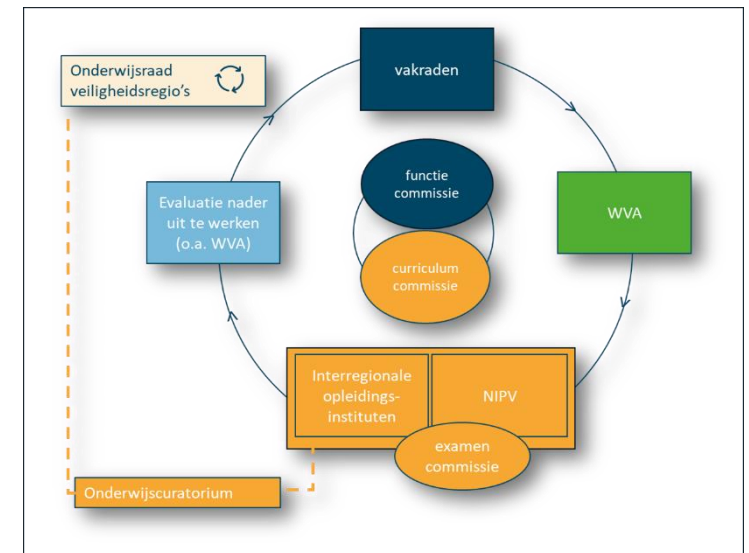 Onderwijsraad
veiligheidsregio's
vakraden
functie
commissie
Evaluatie nader
uit te werken
(o.a. WVA)
WVA
curriculum
commissie
Interregionale
opleidings-
instituten
NIPV
examen
commissie
Onderwijscuratorium